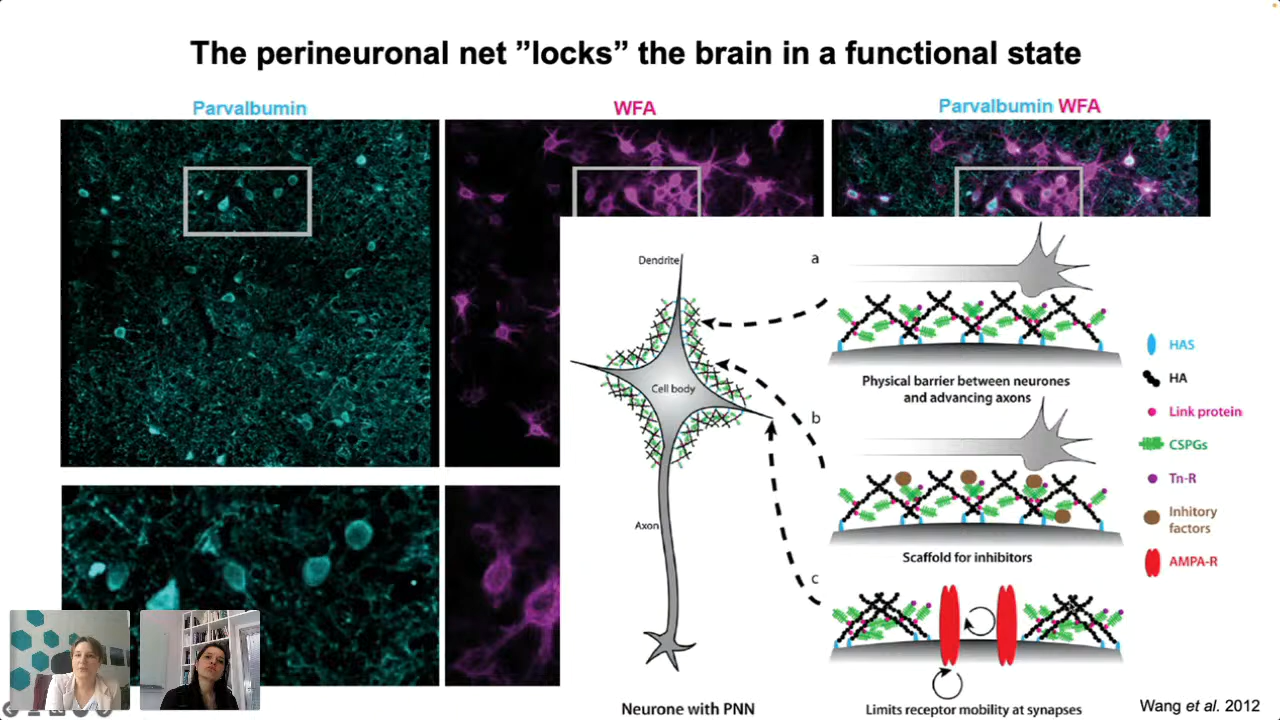 The perineuronal net ”locks” the brain in a functional state
Parvalbumin
WFA
Parvalbumin WFA
Dendrite
Cell body
Axon
Neurone with PNN
a
Physical barrier between neurones
and advancing axons
b
Scaffold for inhibitors
c
Limits receptor mobility at synapses
HAS
HA
Link protein
CSPGs
Tn-R
Inhitory
factors
AMPA-R
Wang et al. 2012